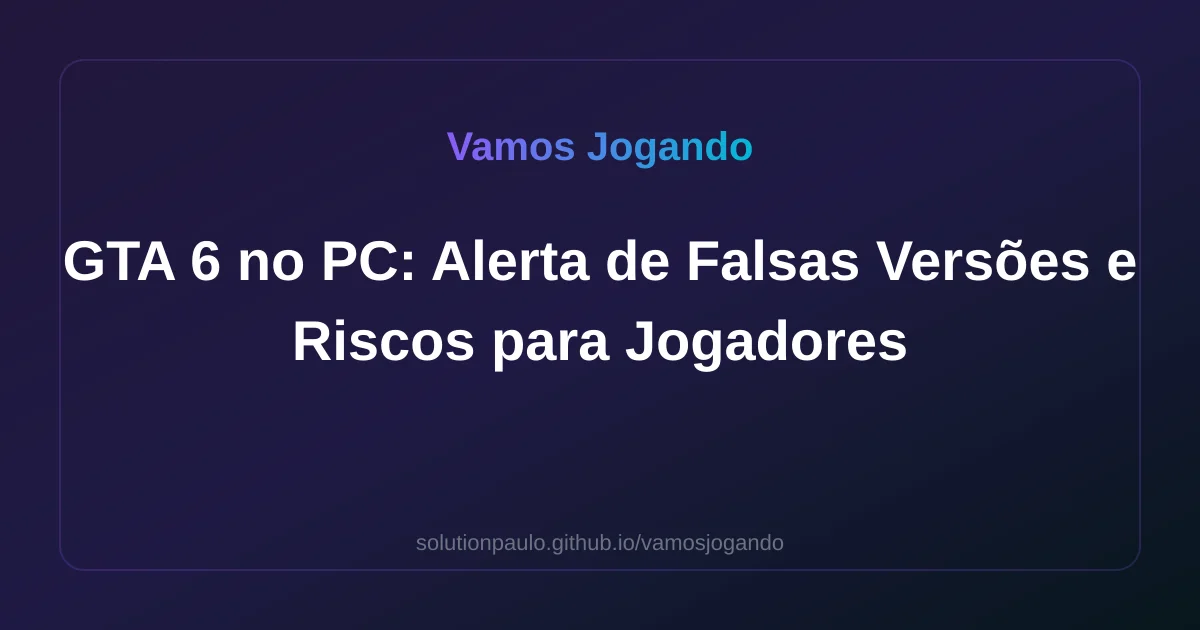 Vamos Jogando
GTA 6 no PC: Alerta de Falsas Versões e
Riscos para Jogadores
solutionpaulo.github.io/vamosjogando